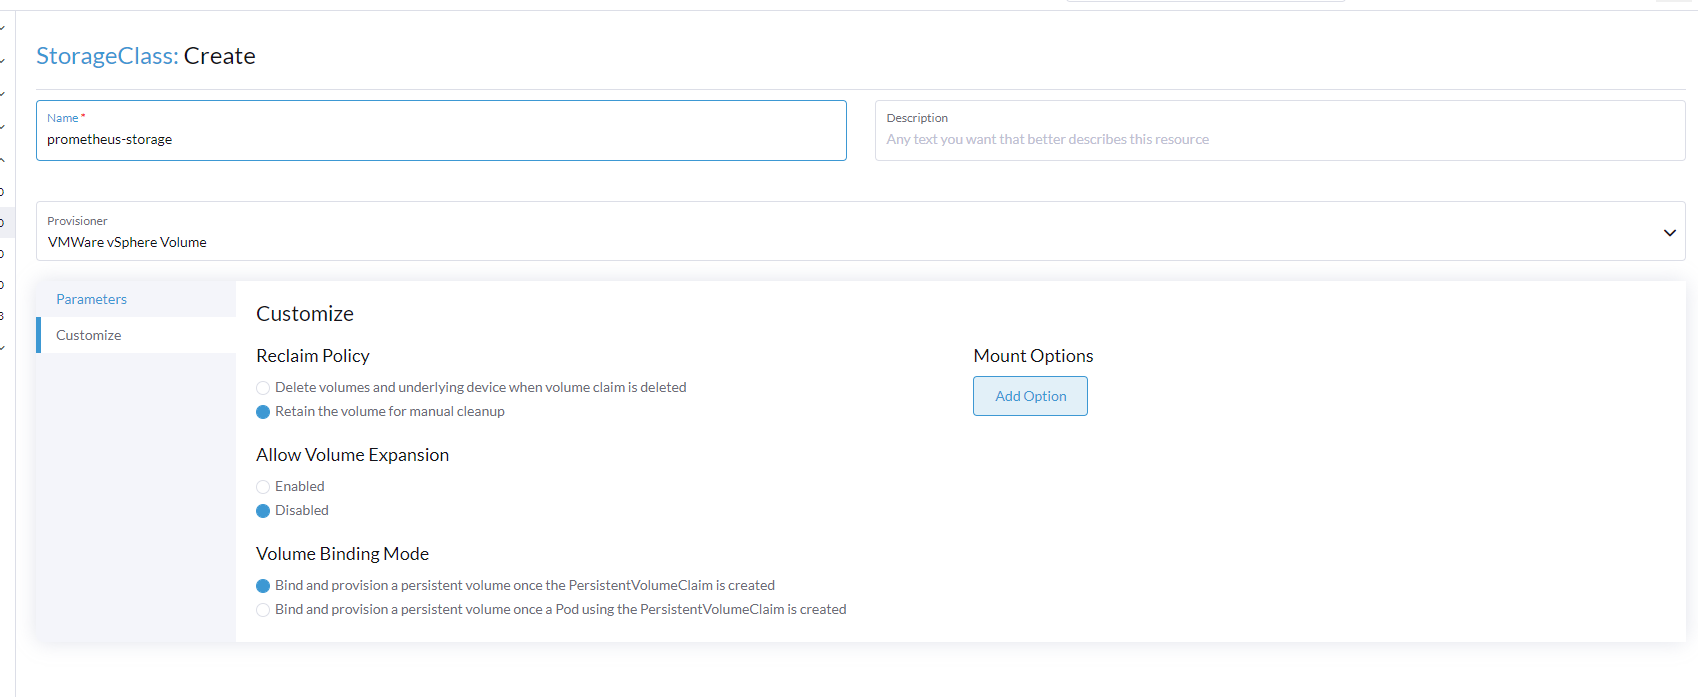 StorageClass: Create
Name *
prometheus-storage
Description
Any text you want that better describes this resource
Provisioner
VMWare vSphere Volume
Parameters
Customize
Customize
Reclaim Policy
Delete volumes and underlying device when volume claim is deleted
Retain the volume for manual cleanup
Mount Options
Add Option
Allow Volume Expansion
Enabled
Disabled
Volume Binding Mode
Bind and provision a persistent volume once the PersistentVolumeClaim is created
Bind and provision a persistent volume once a Pod using the PersistentVolumeClaim is created